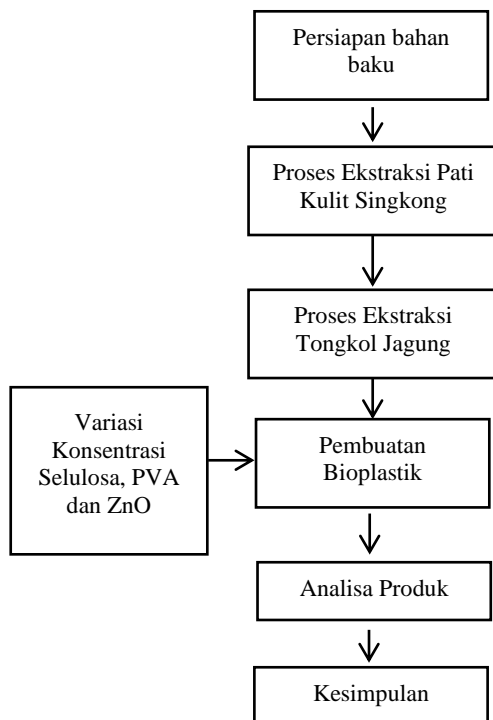 Persiapan bahan
baku
Proses Ekstraksi Pati
Kulit Singkong
Proses Ekstraksi
Tongkol Jagung
Variasi
Konsentrasi
Selulosa, PVA
dan ZnO
Pembuatan
Bioplastik
Analisa Produk
Kesimpulan